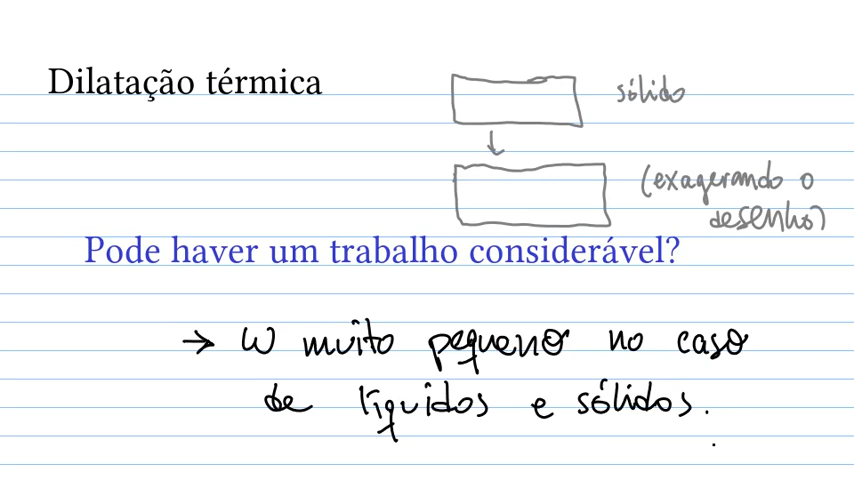 Dilatação térmica
sólido
(exagerando o
desenho)
Pode haver um trabalho considerável?
→ W muito pequeno no caso
de líquidos e sólidos.